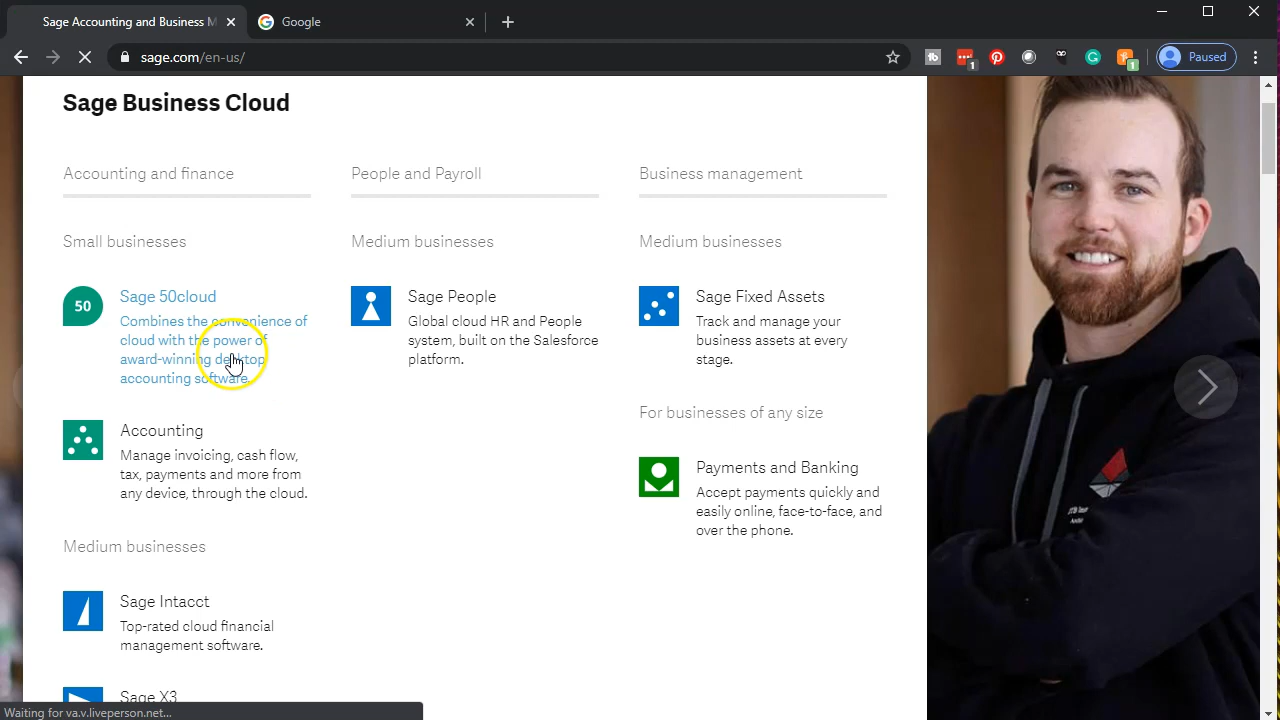 Sage Accounting and Business M
Google
sage.com/en-us/
1
1
Paused
Sage Business Cloud
Accounting and finance
People and Payroll
Business management
Small businesses
Medium businesses
Medium businesses
50
Sage 50cloud
Combines the convenience of
cloud with the power of
award-winning desktop
accounting software.
Sage People
Global cloud HR and People
system, built on the Salesforce
platform.
Sage Fixed Assets
Track and manage your
business assets at every
stage.
For businesses of any size
Accounting
Manage invoicing, cash flow,
tax, payments and more from
any device, through the cloud.
Payments and Banking
Accept payments quickly and
easily online, face-to-face, and
over the phone.
Medium businesses
Sage Intacct
Top-rated cloud financial
management software.
Sage X3
Waiting for va.v.liveperson.net...